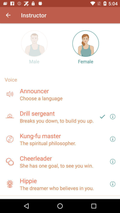 5:04
Instructor
Male
Female
Voice
Announcer
Choose a language
Drill sergeant
Breaks you down, to build you up.
Kung-fu master
The spiritual philosopher.
Cheerleader
She has one goal, to see you win.
Hippie
The dreamer who believes in you.